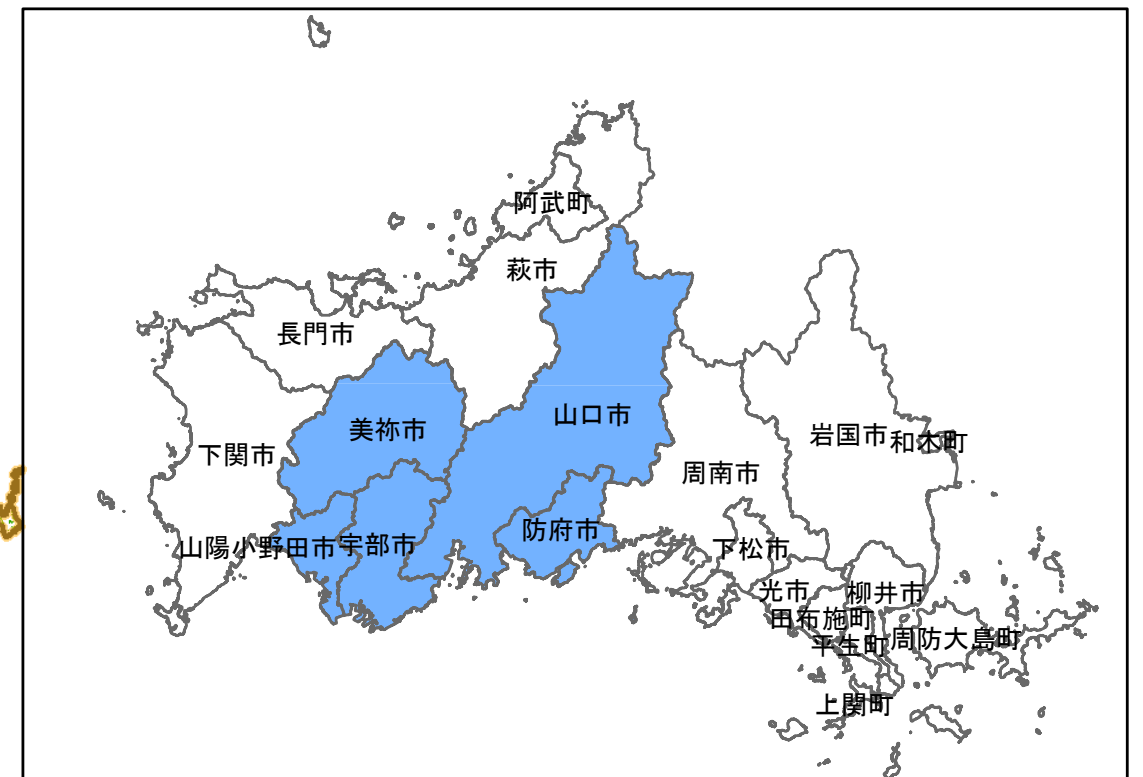 阿武町
萩市
長門市
山口市
美祢市
岩国市
和木町
下関市
周南市
防府市
山陽小野田市
宇部市
下松市
光市
柳井市
田布施町
周防大島町
平生町
上関町